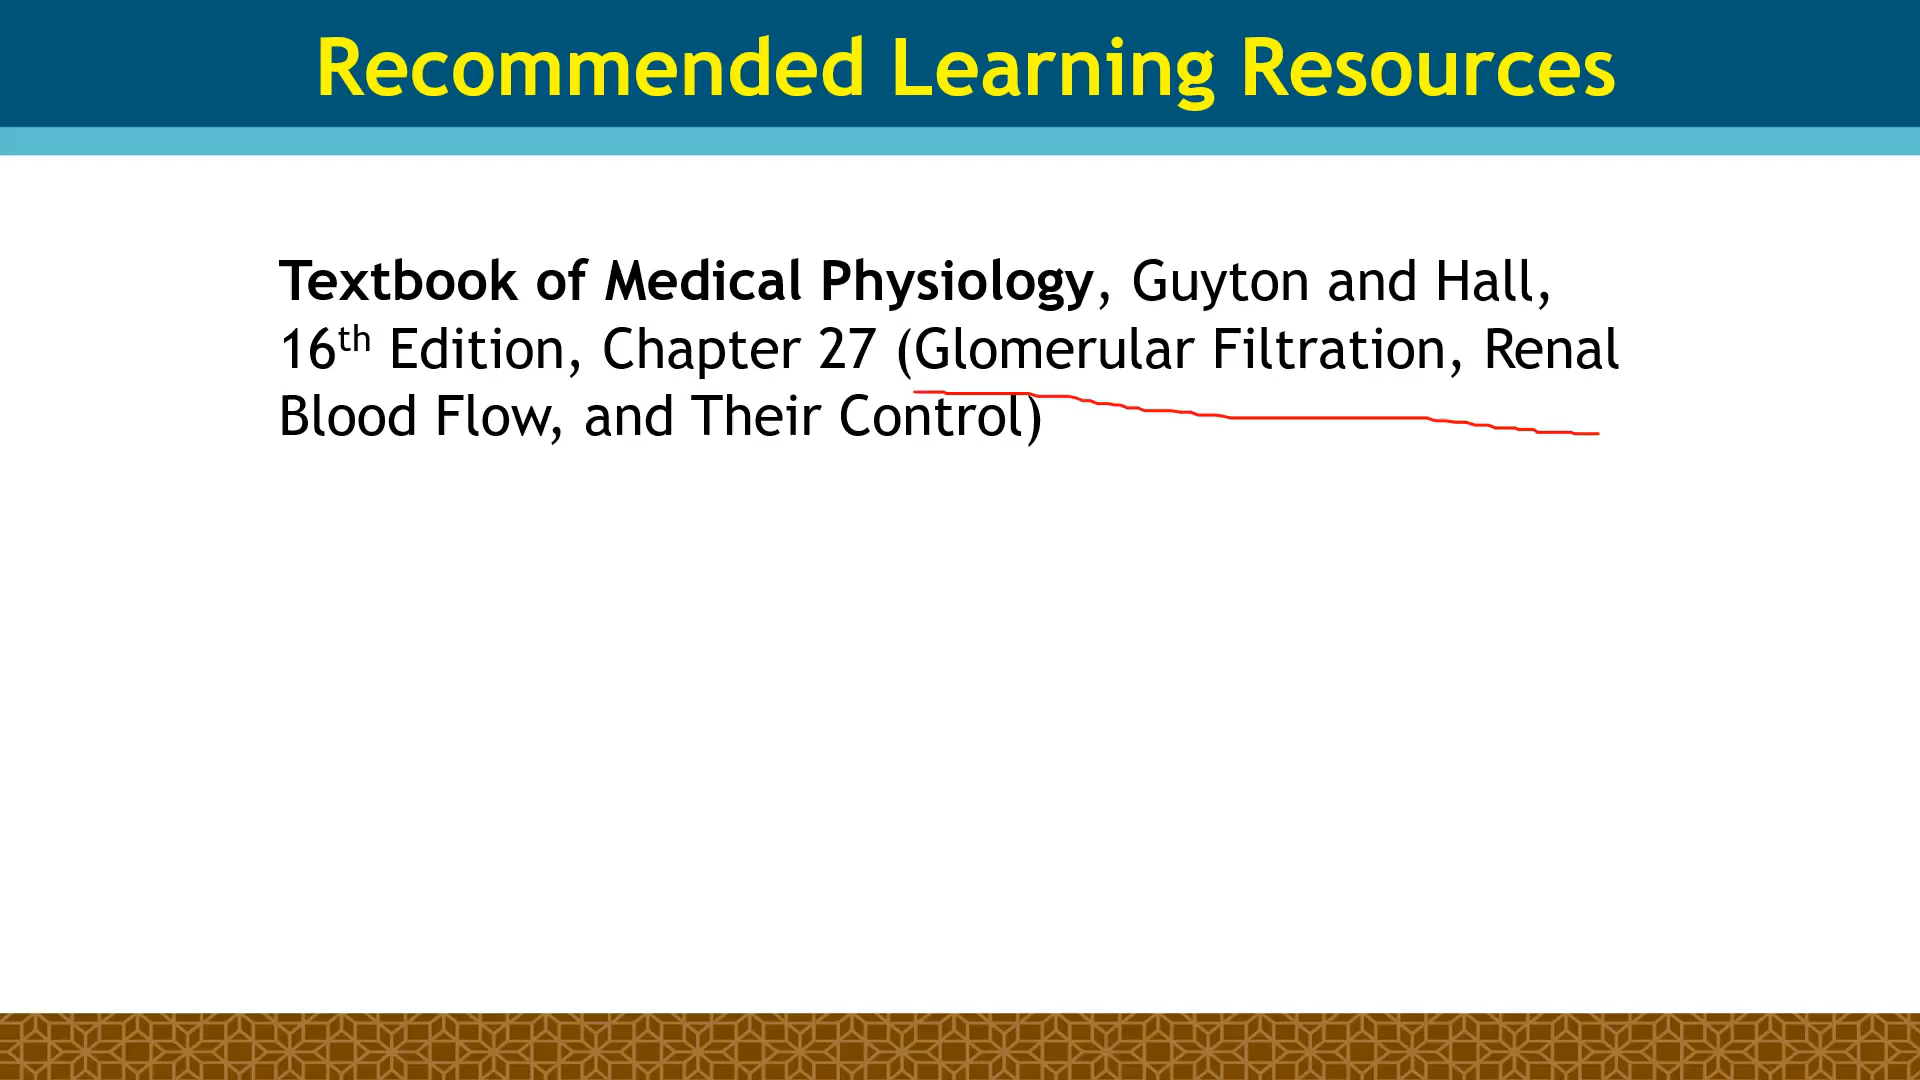 Recommended Learning Resources
Textbook of Medical Physiology, Guyton and Hall,
16th Edition, Chapter 27 (Glomerular Filtration, Renal
Blood Flow, and Their Control)